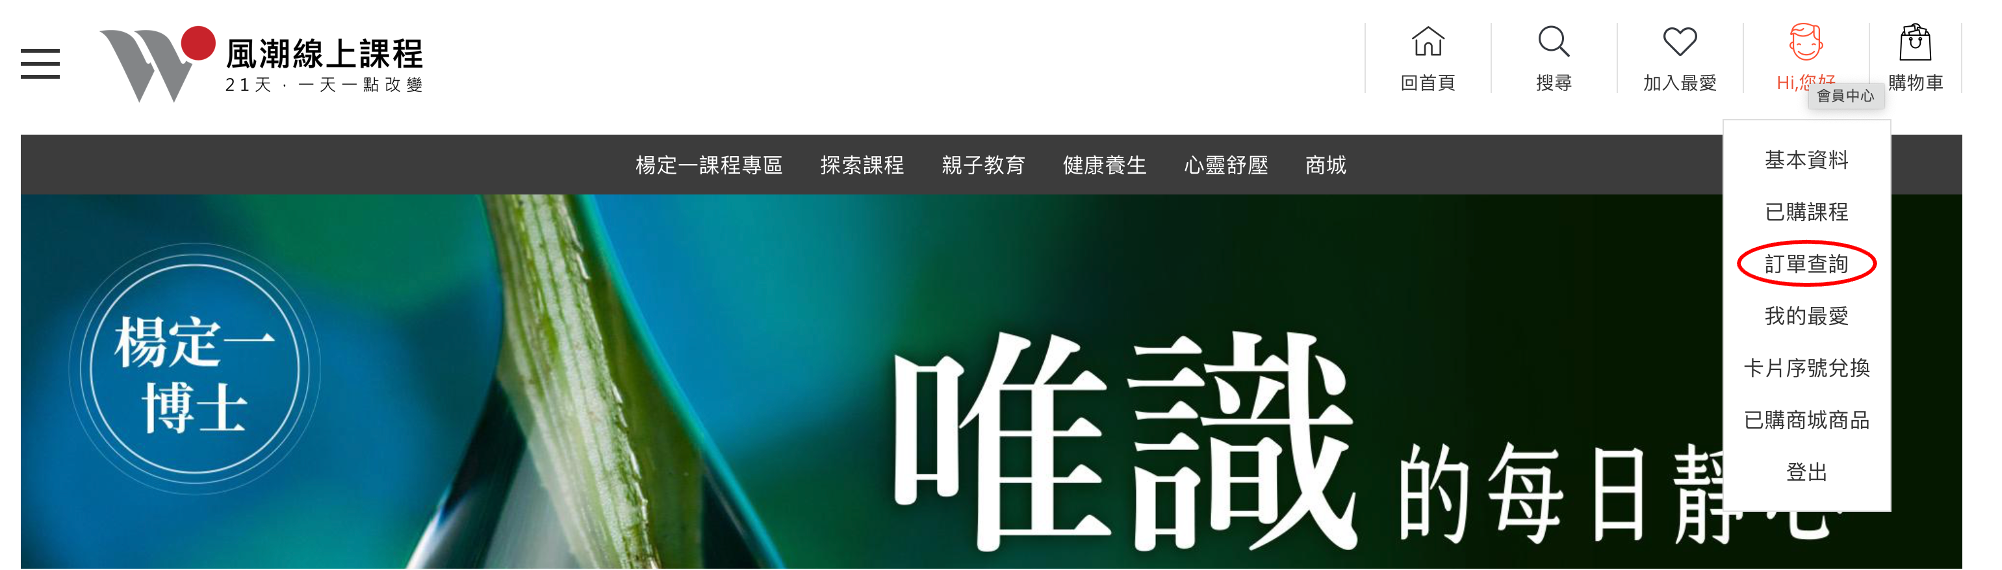 風潮線上課程
21天．一天一點改變
回首頁
搜尋
加入最愛
Hi,您好
購物車
會員中心
楊定一課程專區
探索課程
親子教育
健康養生
心靈舒壓
商城
基本資料
已購課程
訂單查詢
我的最愛
卡片序號兌換
已購商城商品
登出
楊定一
博士
唯識的每日靜心